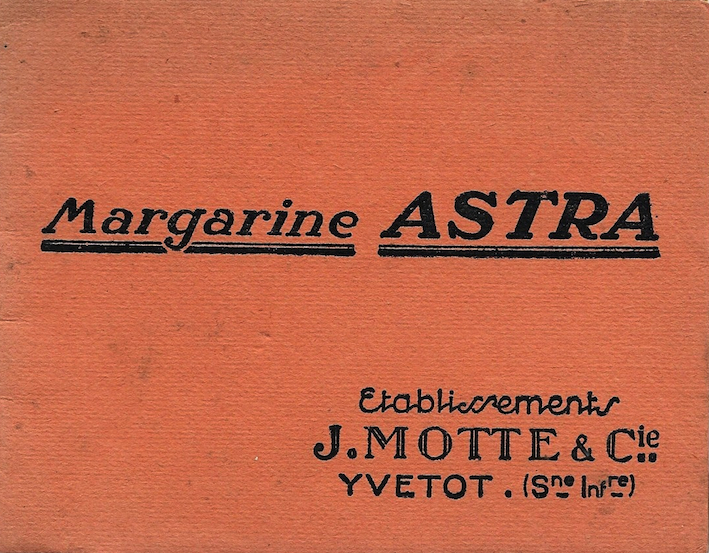 Margarine ASTRA
Etablissements
J. MOTTE & Cie
YVETOT. (Sne Infre)